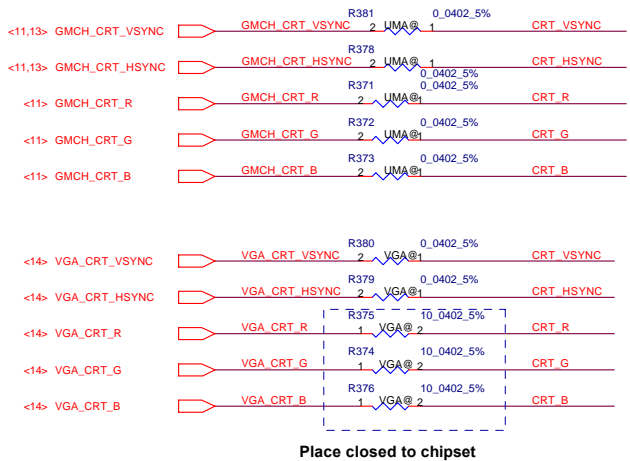 R381 0_0402_5%
<11,13> GMCH_CRT_VSYNC GMCH_CRT_VSYNC 2 UMA@ 1 CRT_VSYNC
R378
<11,13> GMCH_CRT_HSYNC GMCH_CRT_HSYNC 2 UMA@ 1 CRT_HSYNC
0_0402_5%
R371 0_0402_5%
<11> GMCH_CRT_R GMCH_CRT_R 2 UMA@ 1 CRT_R
R372 0_0402_5%
<11> GMCH_CRT_G GMCH_CRT_G 2 UMA@ 1 CRT_G
R373 0_0402_5%
<11> GMCH_CRT_B GMCH_CRT_B 2 UMA@ 1 CRT_B
R380 0_0402_5%
<14> VGA_CRT_VSYNC VGA_CRT_VSYNC 2 VGA@ 1 CRT_VSYNC
R379 0_0402_5%
<14> VGA_CRT_HSYNC VGA_CRT_HSYNC 2 VGA@ 1 CRT_HSYNC
R375 10_0402_5%
<14> VGA_CRT_R VGA_CRT_R 1 VGA@ 2 CRT_R
R374 10_0402_5%
<14> VGA_CRT_G VGA_CRT_G 1 VGA@ 2 CRT_G
R376 10_0402_5%
<14> VGA_CRT_B VGA_CRT_B 1 VGA@ 2 CRT_B
Place closed to chipset